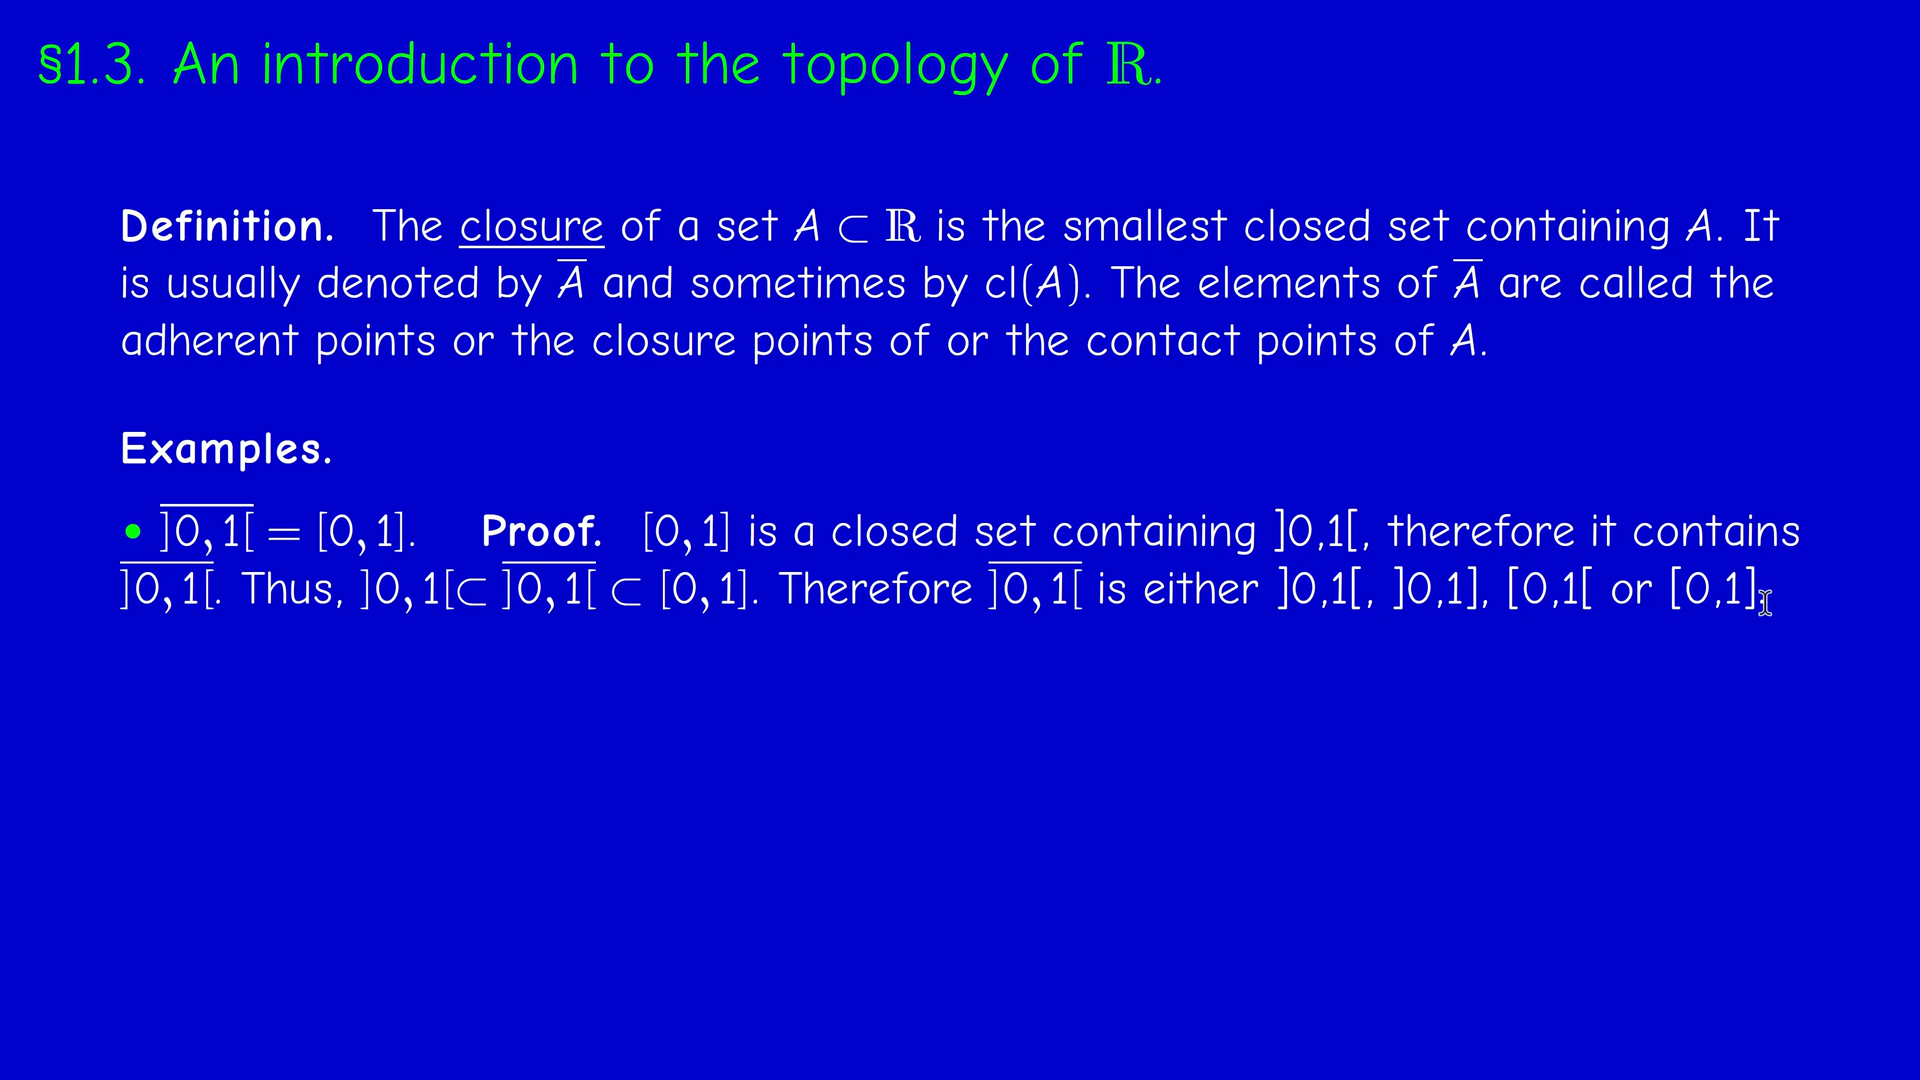 §1.3. An introduction to the topology of ℝ.
Definition. The closure of a set A ⊂ ℝ is the smallest closed set containing A. It
is usually denoted by A̅ and sometimes by cl(A). The elements of A̅ are called the
adherent points or the closure points of or the contact points of A.
Examples.
• $\overline{]0,1[}$ = [0,1]. Proof. [0,1] is a closed set containing ]0,1[, therefore it contains
$\overline{]0,1[}$. Thus, ]0,1[⊂ $\overline{]0,1[}$ ⊂ [0,1]. Therefore $\overline{]0,1[}$ is either ]0,1[, ]0,1], [0,1[ or [0,1].